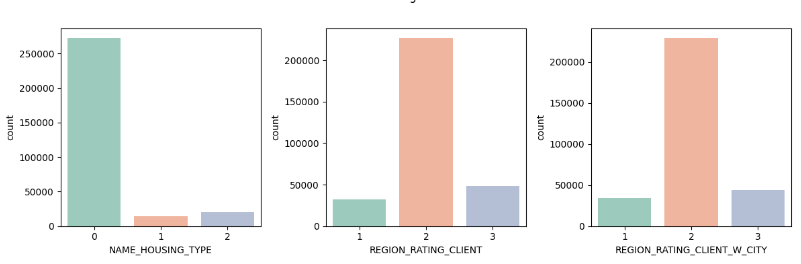 250000
200000
150000
100000
50000
0
count
0 1 2
NAME_HOUSING_TYPE
200000
150000
100000
50000
0
count
1 2 3
REGION_RATING_CLIENT
200000
150000
100000
50000
0
count
1 2 3
REGION_RATING_CLIENT_W_CITY